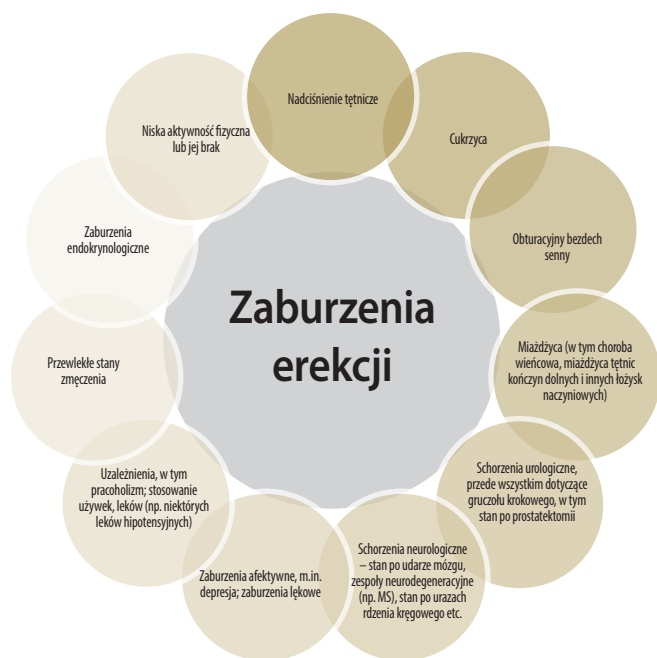 Nadciśnienie tętnicze
Cukrzyca
Obturacyjny bezdech
senny
Miażdżyca (w tym choroba
wieńcowa, miażdżyca tętnic
kończyn dolnych i innych łożysk
naczyniowych)
Schorzenia urologiczne,
przede wszystkim dotyczące
gruczołu krokowego, w tym
stan po prostatektomii
Schorzenia neurologiczne
– stan po udarze mózgu,
zespoły neurodegeneracyjne
(np. MS), stan po urazach
rdzenia kręgowego etc.
Zaburzenia afektywne, m.in.
depresja; zaburzenia lękowe
Uzależnienia, w tym
pracoholizm; stosowanie
używek, leków (np. niektórych
leków hipotensyjnych)
Przewlekłe stany
zmęczenia
Zaburzenia
endokrynologiczne
Niska aktywność fizyczna
lub jej brak
Zaburzenia
erekcji